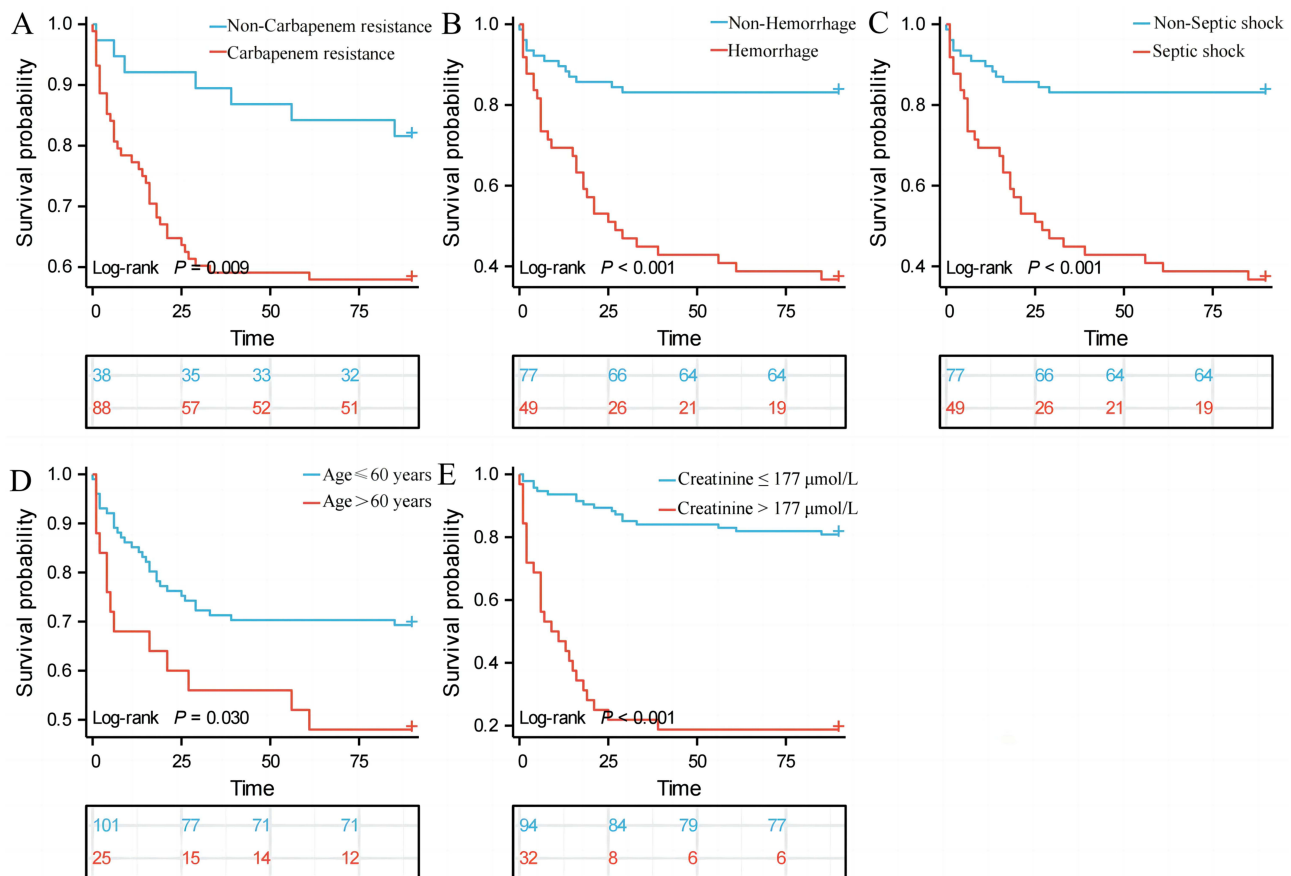 A
Non-Carbapenem resistance
Carbapenem resistance
Survival probability
1.0
0.9
0.8
0.7
0.6
Log-rank P = 0.009
0 25 50 75
Time
38 35 33 32
88 57 52 51
B
Non-Hemorrhage
Hemorrhage
Survival probability
1.0
0.8
0.6
0.4
Log-rank P < 0.001
0 25 50 75
Time
77 66 64 64
49 26 21 19
C
Non-Septic shock
Septic shock
Survival probability
1.0
0.8
0.6
0.4
Log-rank P < 0.001
0 25 50 75
Time
77 66 64 64
49 26 21 19
D
Age≤60 years
Age>60 years
Survival probability
1.0
0.9
0.8
0.7
0.6
0.5
Log-rank P = 0.030
0 25 50 75
Time
101 77 71 71
25 15 14 12
E
Creatinine ≤ 177 μmol/L
Creatinine > 177 μmol/L
Survival probability
1.0
0.8
0.6
0.4
0.2
Log-rank P < 0.001
0 25 50 75
Time
94 84 79 77
32 8 6 6